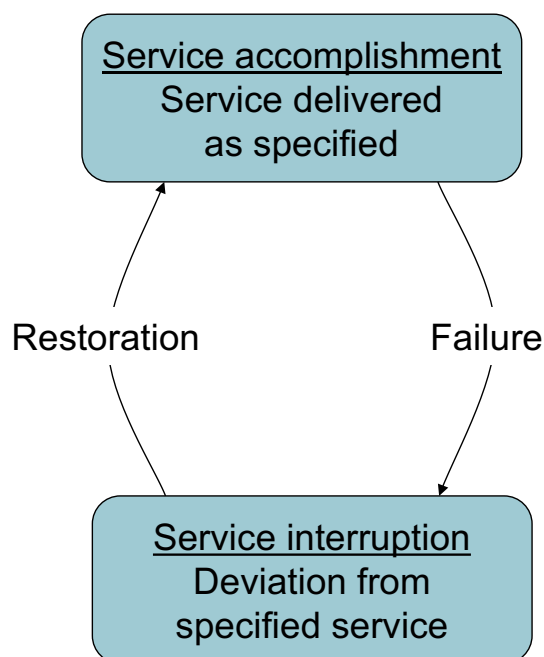 Service accomplishment
Service delivered
as specified
Restoration
Failure
Service interruption
Deviation from
specified service